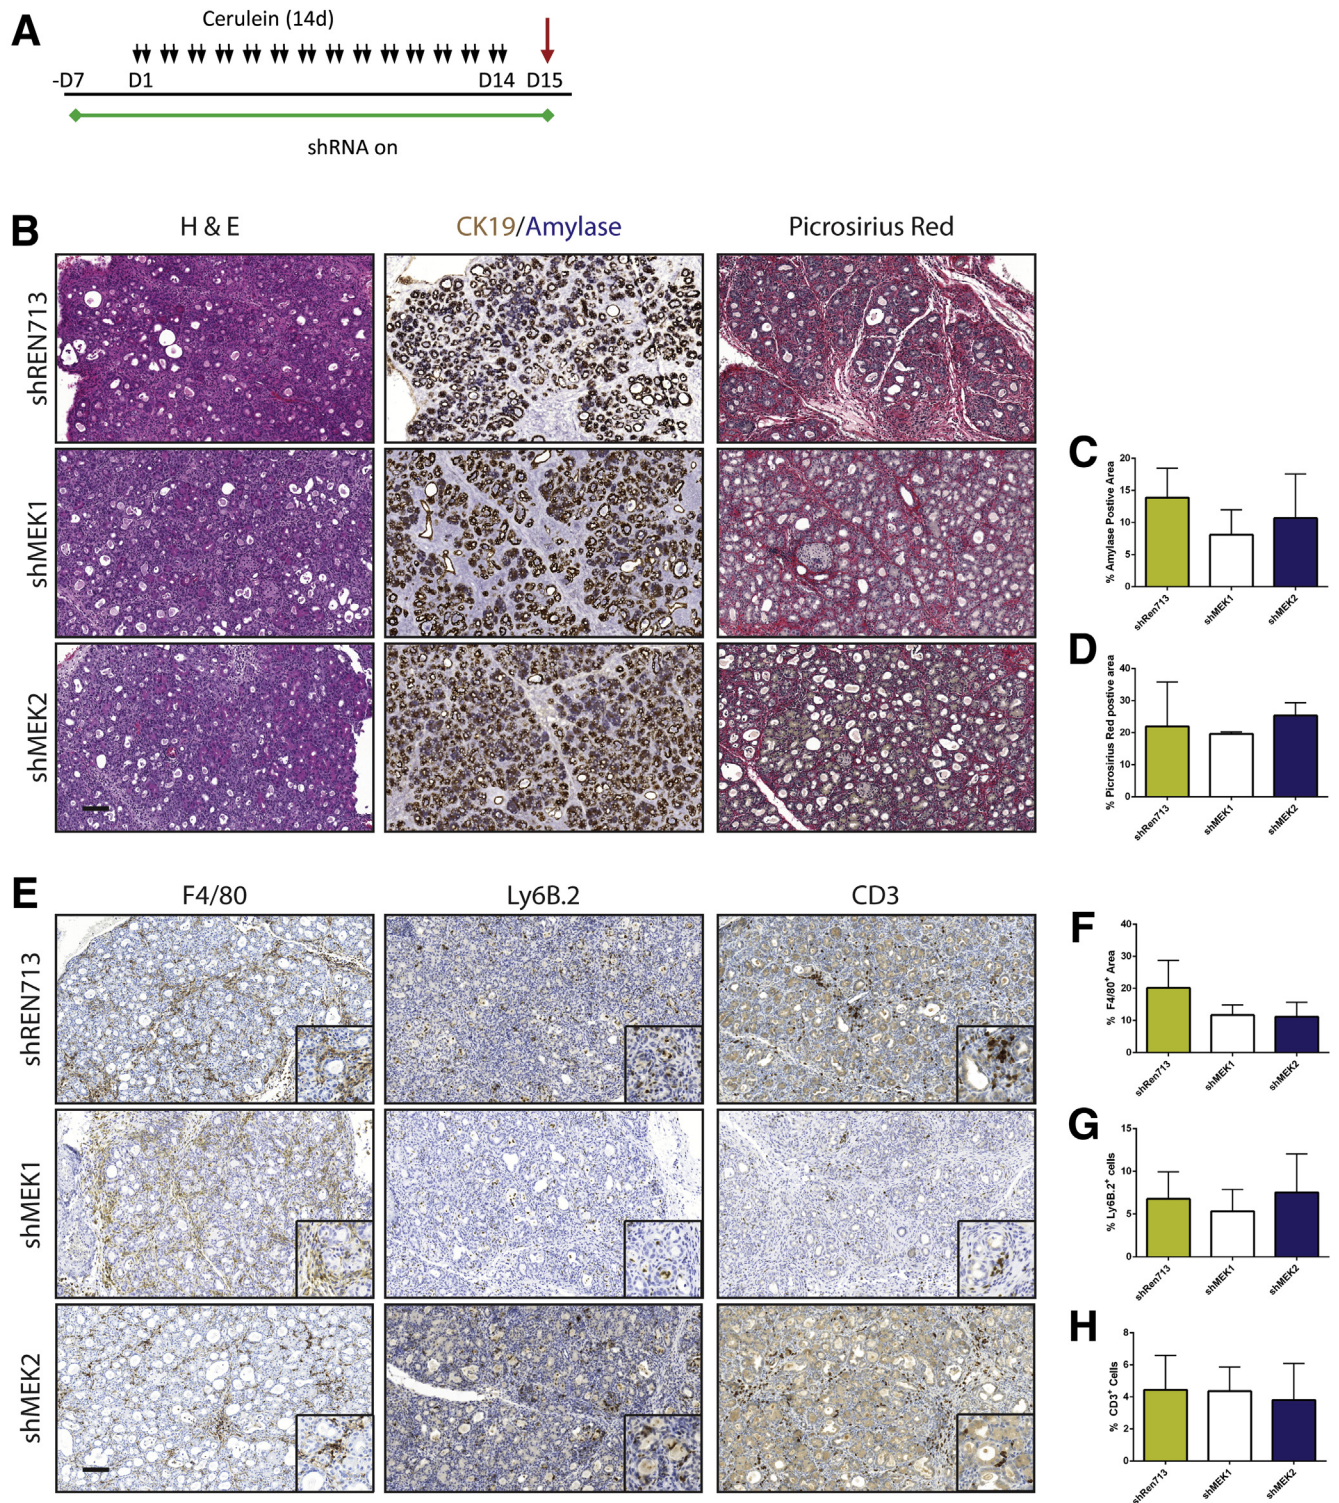 A
Cerulein (14d)
-D7 D1 D14 D15
shRNA on
B
H & E CK19/Amylase Picrosirius Red
shREN713
shMEK1
shMEK2
C
% Amylase Postive Area
20
15
10
5
0
shRen713 shMEK1 shMEK2
D
% Picrosirius Red postive area
40
30
20
10
0
shRen713 shMEK1 shMEK2
E
F4/80 Ly6B.2 CD3
shREN713
shMEK1
shMEK2
F
% F4/80+ Area
40
30
20
10
0
shRen713 shMEK1 shMEK2
G
% Ly6B.2+ cells
15
10
5
0
shRen713 shMEK1 shMEK2
H
% CD3+ Cells
8
6
4
2
0
shRen713 shMEK1 shMEK2